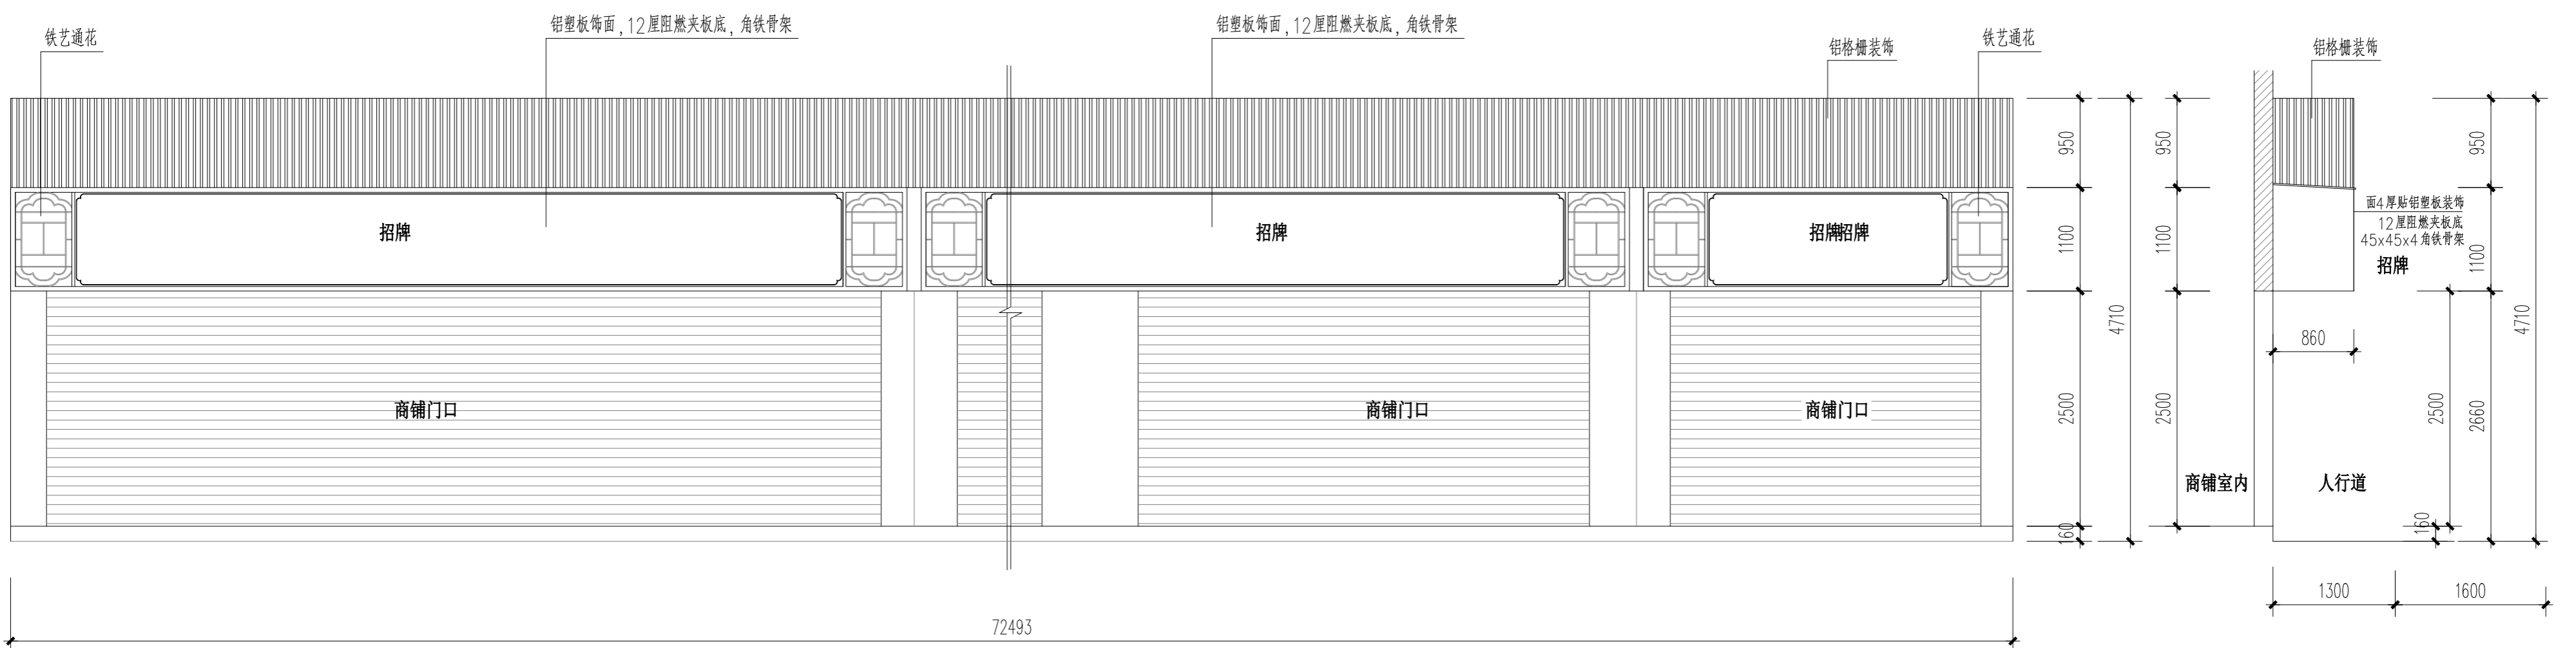 铁艺通花
铝塑板饰面,12厘阻燃夹板底,角铁骨架
铝塑板饰面,12厘阻燃夹板底,角铁骨架
铝格栅装饰
铁艺通花
铝格栅装饰
950
4710
950
950
4710
招牌
招牌
招牌招牌
1100
1100
面4厚贴铝塑板装饰
12厘阻燃夹板底
45x45x4角铁骨架
招牌
1100
860
商铺门口
商铺门口
商铺门口
2500
2500
2500
2660
商铺室内
人行道
160
160
1300
1600
72493